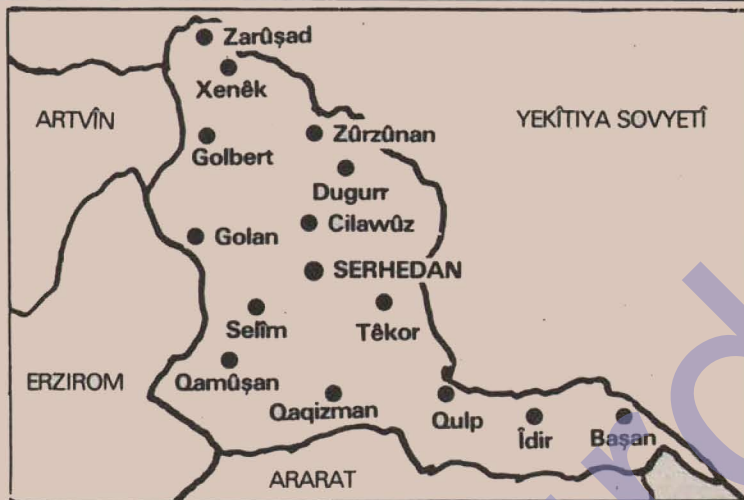 Zarûşad
Xenêk
ARTVÎN
Zûrzûnan
YEKÎTIYA SOVYETÎ
Golbert
Dugurr
Cilawûz
Golan
SERHEDAN
Selîm
Têkor
ERZIROM
Qamûşan
Qaqizman
Qulp
Îdir
Başan
ARARAT